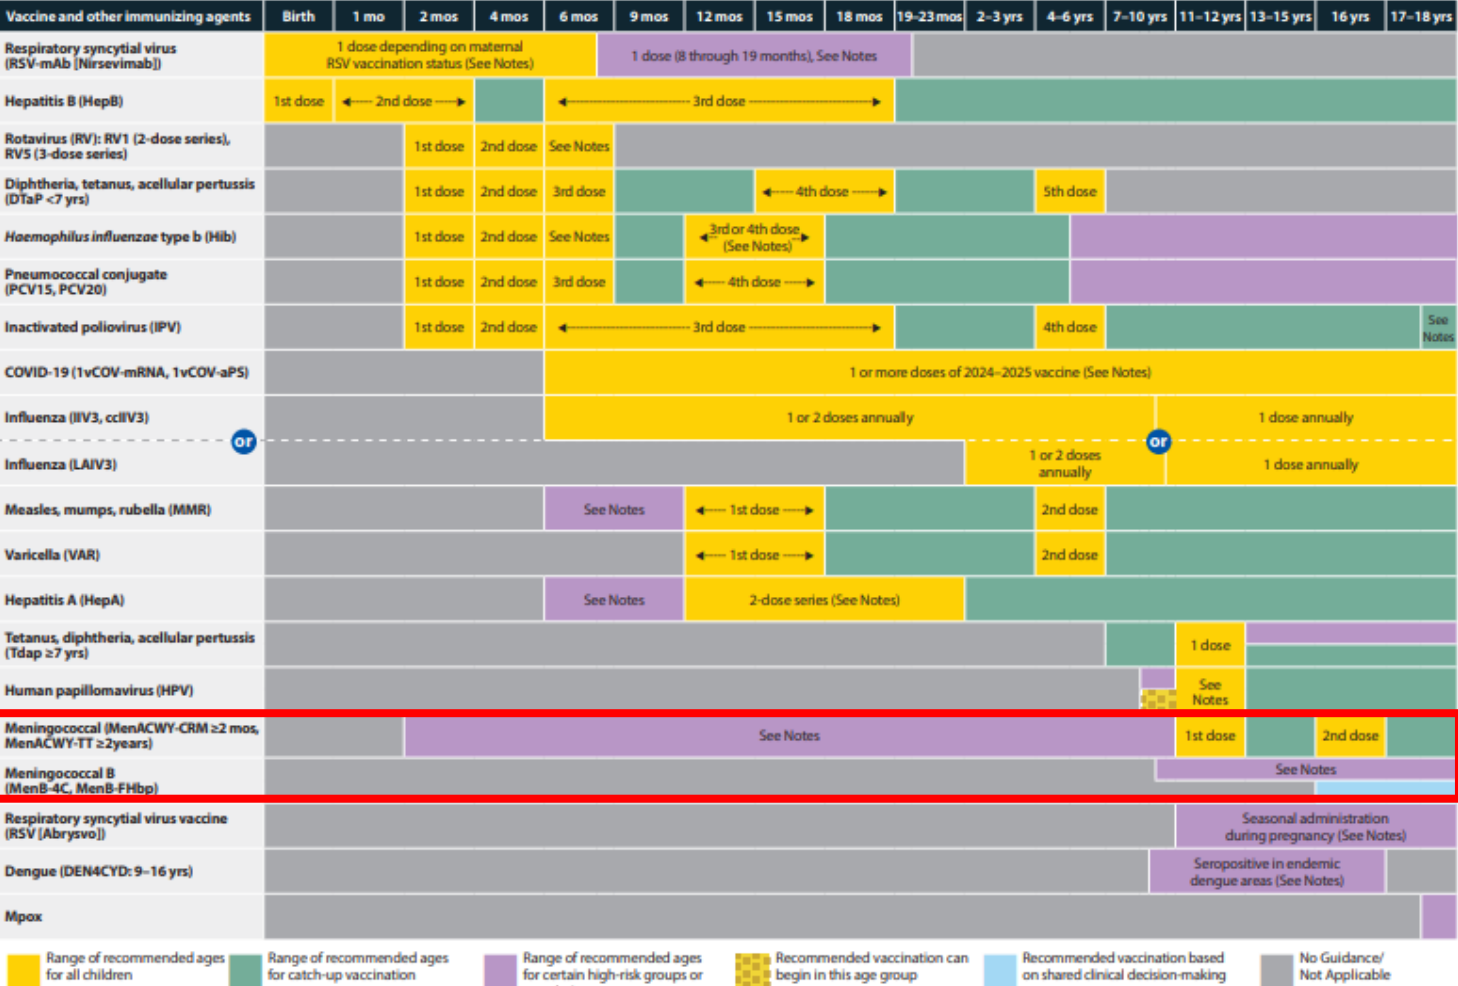 Vaccine and other immunizing agents Birth 1 mo 2 mos 4 mos 6 mos 9 mos 12 mos 15 mos 18 mos 19–23 mos 2–3 yrs 4–6 yrs 7–10 yrs 11–12 yrs 13–15 yrs 16 yrs 17–18 yrs
Respiratory syncytial virus
(RSV-mAb [Nirsevimab])
1 dose depending on maternal
RSV vaccination status (See Notes)
1 dose (8 through 19 months), See Notes
Hepatitis B (HepB) 1st dose 2nd dose 3rd dose
Rotavirus (RV): RV1 (2-dose series),
RV5 (3-dose series)
1st dose 2nd dose See Notes
Diphtheria, tetanus, acellular pertussis
(DTaP <7 yrs)
1st dose 2nd dose 3rd dose 4th dose 5th dose
Haemophilus influenzae type b (Hib)
1st dose 2nd dose See Notes
3rd or 4th dose
(See Notes)
Pneumococcal conjugate
(PCV15, PCV20)
1st dose 2nd dose 3rd dose 4th dose
Inactivated poliovirus (IPV) 1st dose 2nd dose 3rd dose 4th dose
See
Notes
COVID-19 (1vCOV-mRNA, 1vCOV-aPS) 1 or more doses of 2024–2025 vaccine (See Notes)
Influenza (IIV3, ccIIV3) 1 or 2 doses annually 1 dose annually
or or
Influenza (LAIV3)
1 or 2 doses
annually
1 dose annually
Measles, mumps, rubella (MMR) See Notes 1st dose 2nd dose
Varicella (VAR) 1st dose 2nd dose
Hepatitis A (HepA) See Notes 2-dose series (See Notes)
Tetanus, diphtheria, acellular pertussis
(Tdap ≥7 yrs)
1 dose
Human papillomavirus (HPV)
See
Notes
Meningococcal (MenACWY-CRM ≥2 mos,
MenACWY-TT ≥2years)
See Notes 1st dose 2nd dose
Meningococcal B
(MenB-4C, MenB-FHbp)
See Notes
Respiratory syncytial virus vaccine
(RSV [Abrysvo])
Seasonal administration
during pregnancy (See Notes)
Dengue (DEN4CYD: 9–16 yrs)
Seropositive in endemic
dengue areas (See Notes)
Mpox
Range of recommended ages
for all children
Range of recommended ages
for catch-up vaccination
Range of recommended ages
for certain high-risk groups or
Recommended vaccination can
begin in this age group
Recommended vaccination based
on shared clinical decision-making
No Guidance/
Not Applicable